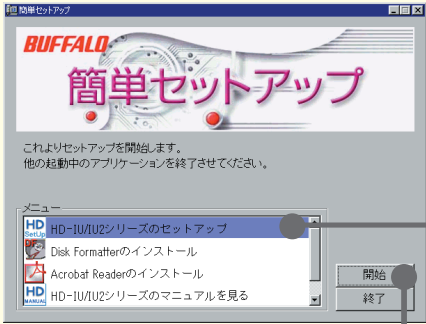 簡単セットアップ
BUFFALO
簡単セットアップ
これよりセットアップを開始します。
他の起動中のアプリケーションを終了させてください。
メニュー
HD SetUp HD-IU/IU2シリーズのセットアップ
DF Disk Formatterのインストール
Acrobat Readerのインストール
HD MANUAL HD-IU/IU2シリーズのマニュアルを見る
開始
終了